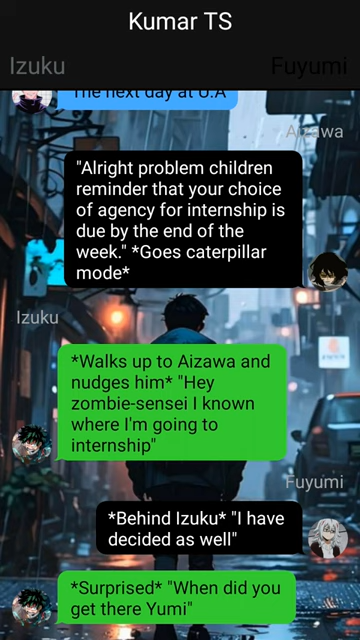 Kumar TS
Izuku
Fuyumi
The next day at U.A
Aizawa
"Alright problem children
reminder that your choice
of agency for internship is
due by the end of the
week." *Goes caterpillar
mode*
Izuku
*Walks up to Aizawa and
nudges him* "Hey
zombie-sensei I known
where I'm going to
internship"
Fuyumi
*Behind Izuku* "I have
decided as well"
*Surprised* "When did you
get there Yumi"